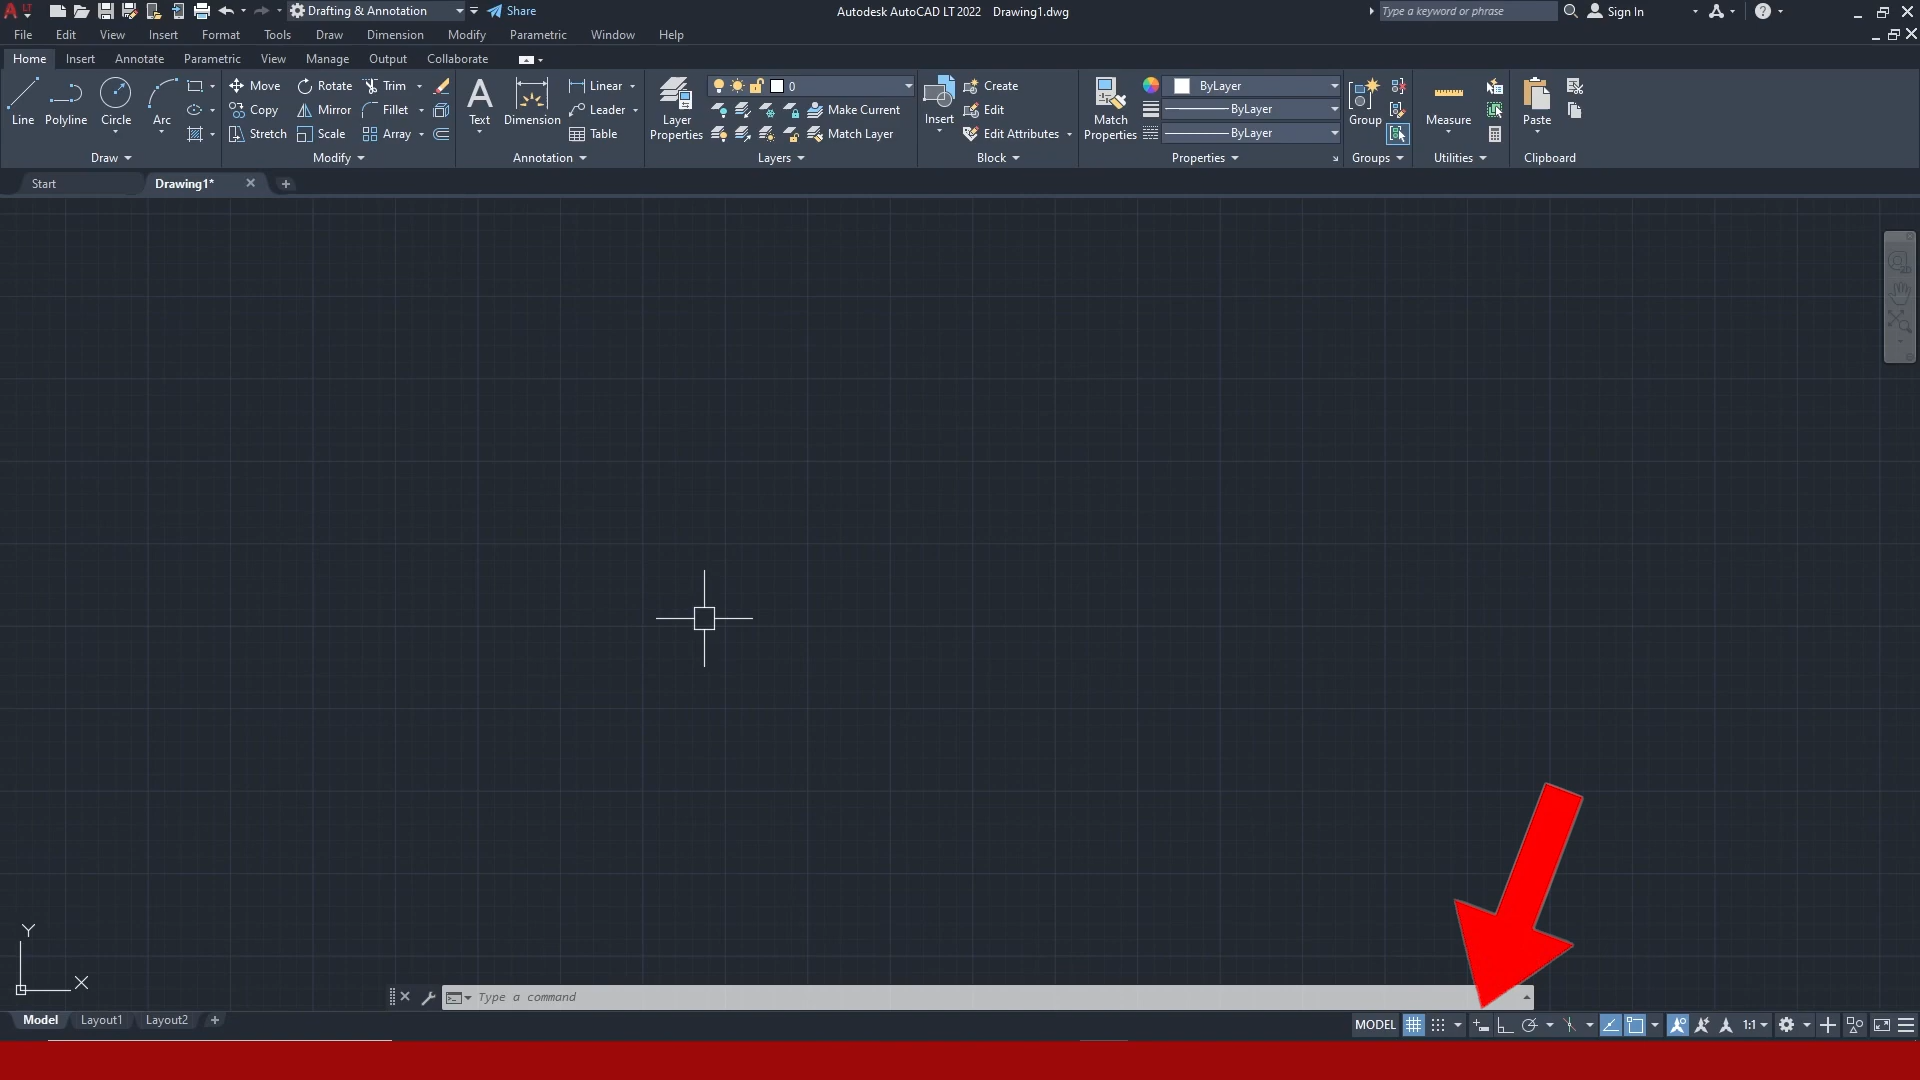 A LT Drafting & Annotation Share Autodesk AutoCAD LT 2022 Drawing1.dwg Type a keyword or phrase Sign In
File Edit View Insert Format Tools Draw Dimension Modify Parametric Window Help
Home Insert Annotate Parametric View Manage Output Collaborate
Line Polyline Circle Arc
Draw
Move Rotate Trim
Copy Mirror Fillet
Stretch Scale Array
Modify
Text Dimension
Linear
Leader
Table
Annotation
Layer Properties
0
Make Current
Match Layer
Layers
Insert
Create
Edit
Edit Attributes
Block
Match Properties
ByLayer
ByLayer
ByLayer
Properties
Group
Groups
Measure
Utilities
Paste
Clipboard
Start Drawing1*
Y
X
Type a command
Model Layout1 Layout2
MODEL 1:1